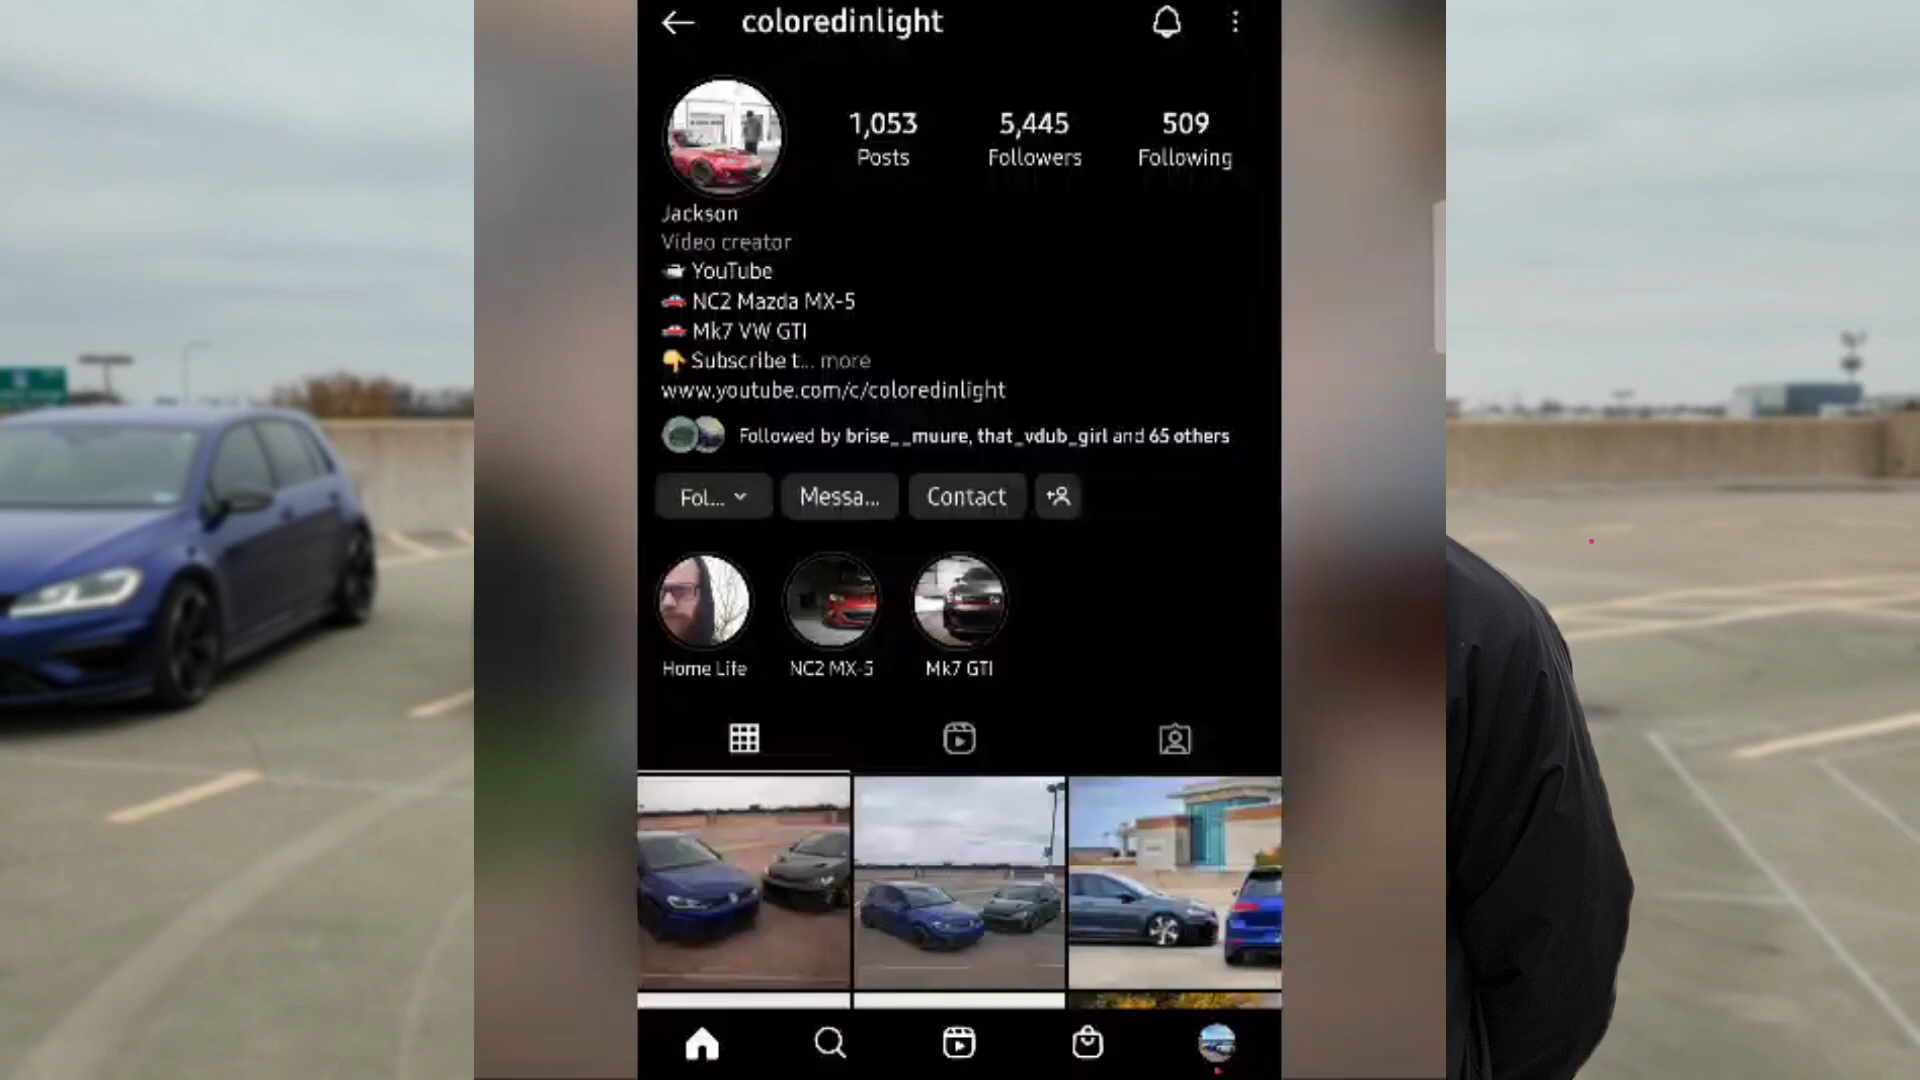 coloredinlight
1,053 5,445 509
Posts Followers Following
Jackson
Video creator
YouTube
NC2 Mazda MX-5
Mk7 VW GTI
Subscribe t... more
www.youtube.com/c/coloredinlight
Followed by brise__muure, that_vdub_girl and 65 others
Fol... Messa... Contact
Home Life NC2 MX-5 Mk7 GTI